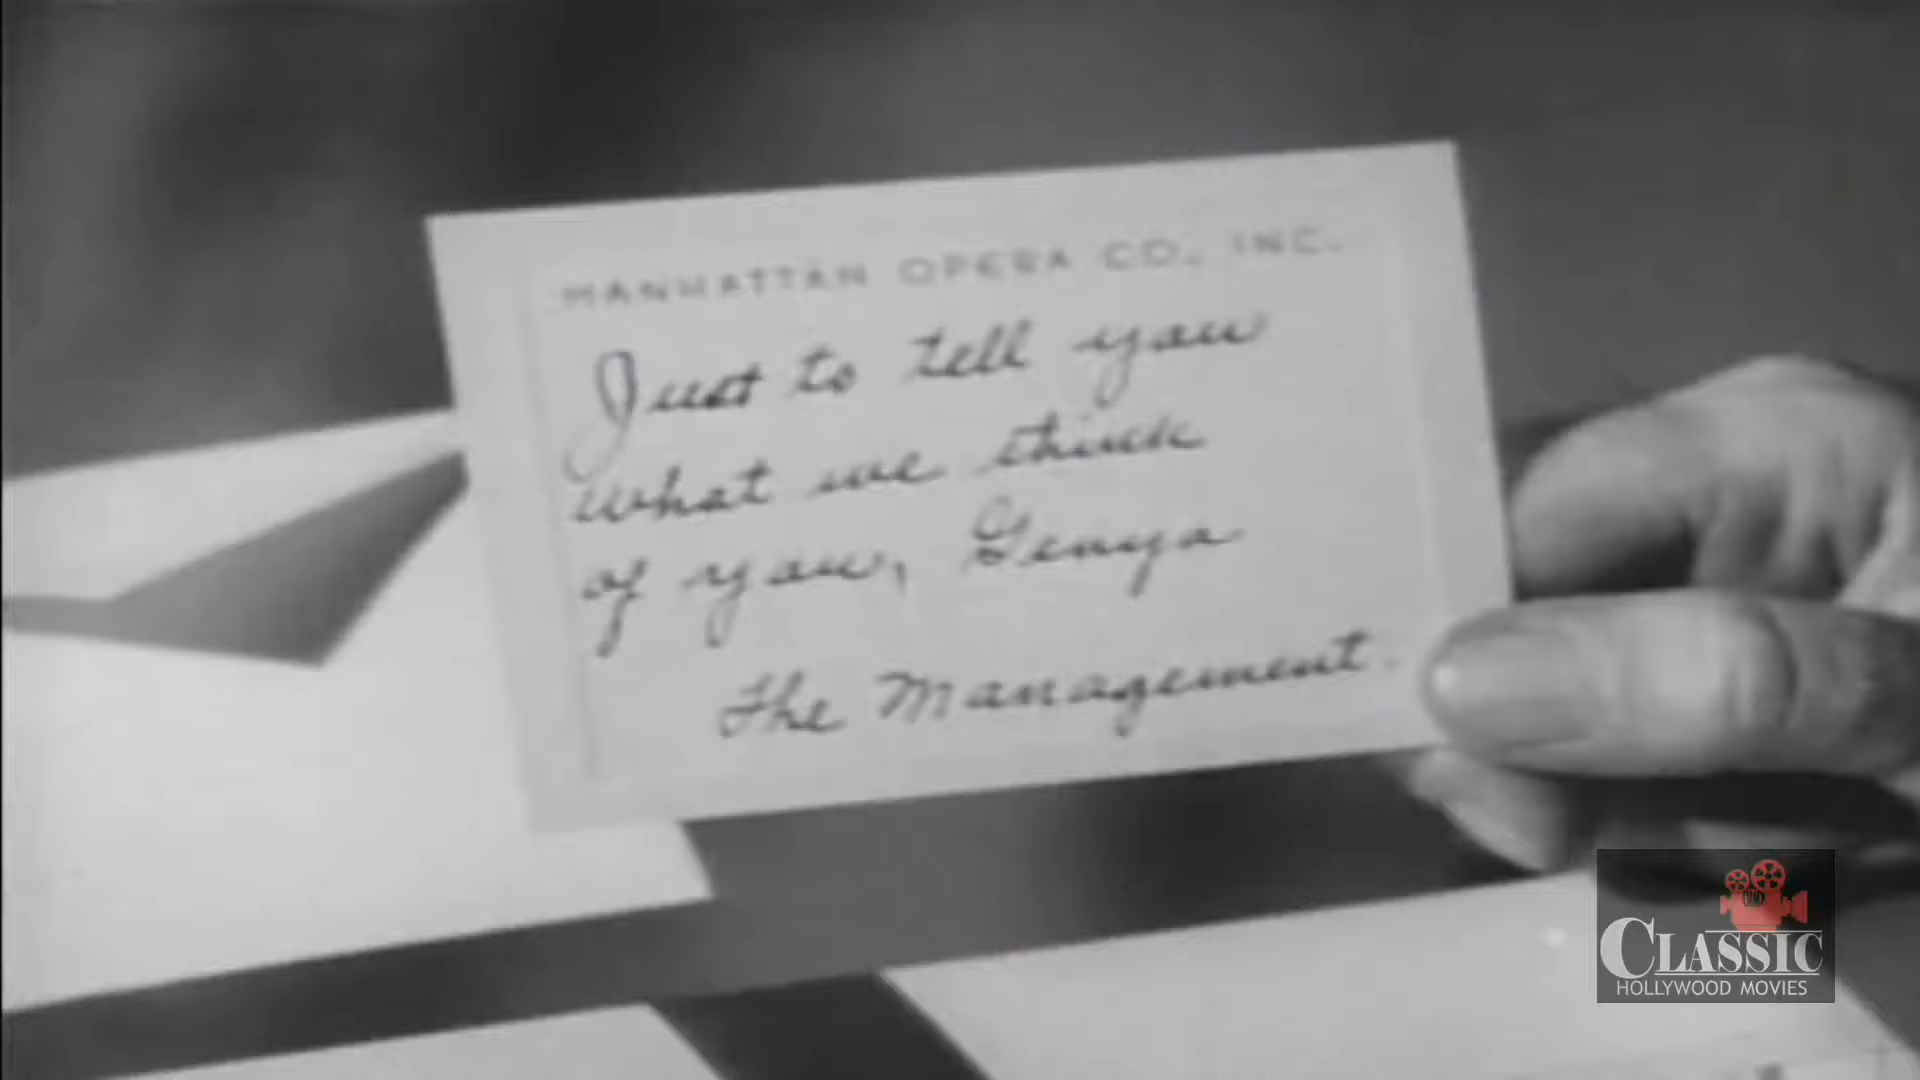 MANHATTAN OPERA CO., INC.
Just to tell you
what we think
of you, Genya
The Management.
CLASSIC
HOLLYWOOD MOVIES